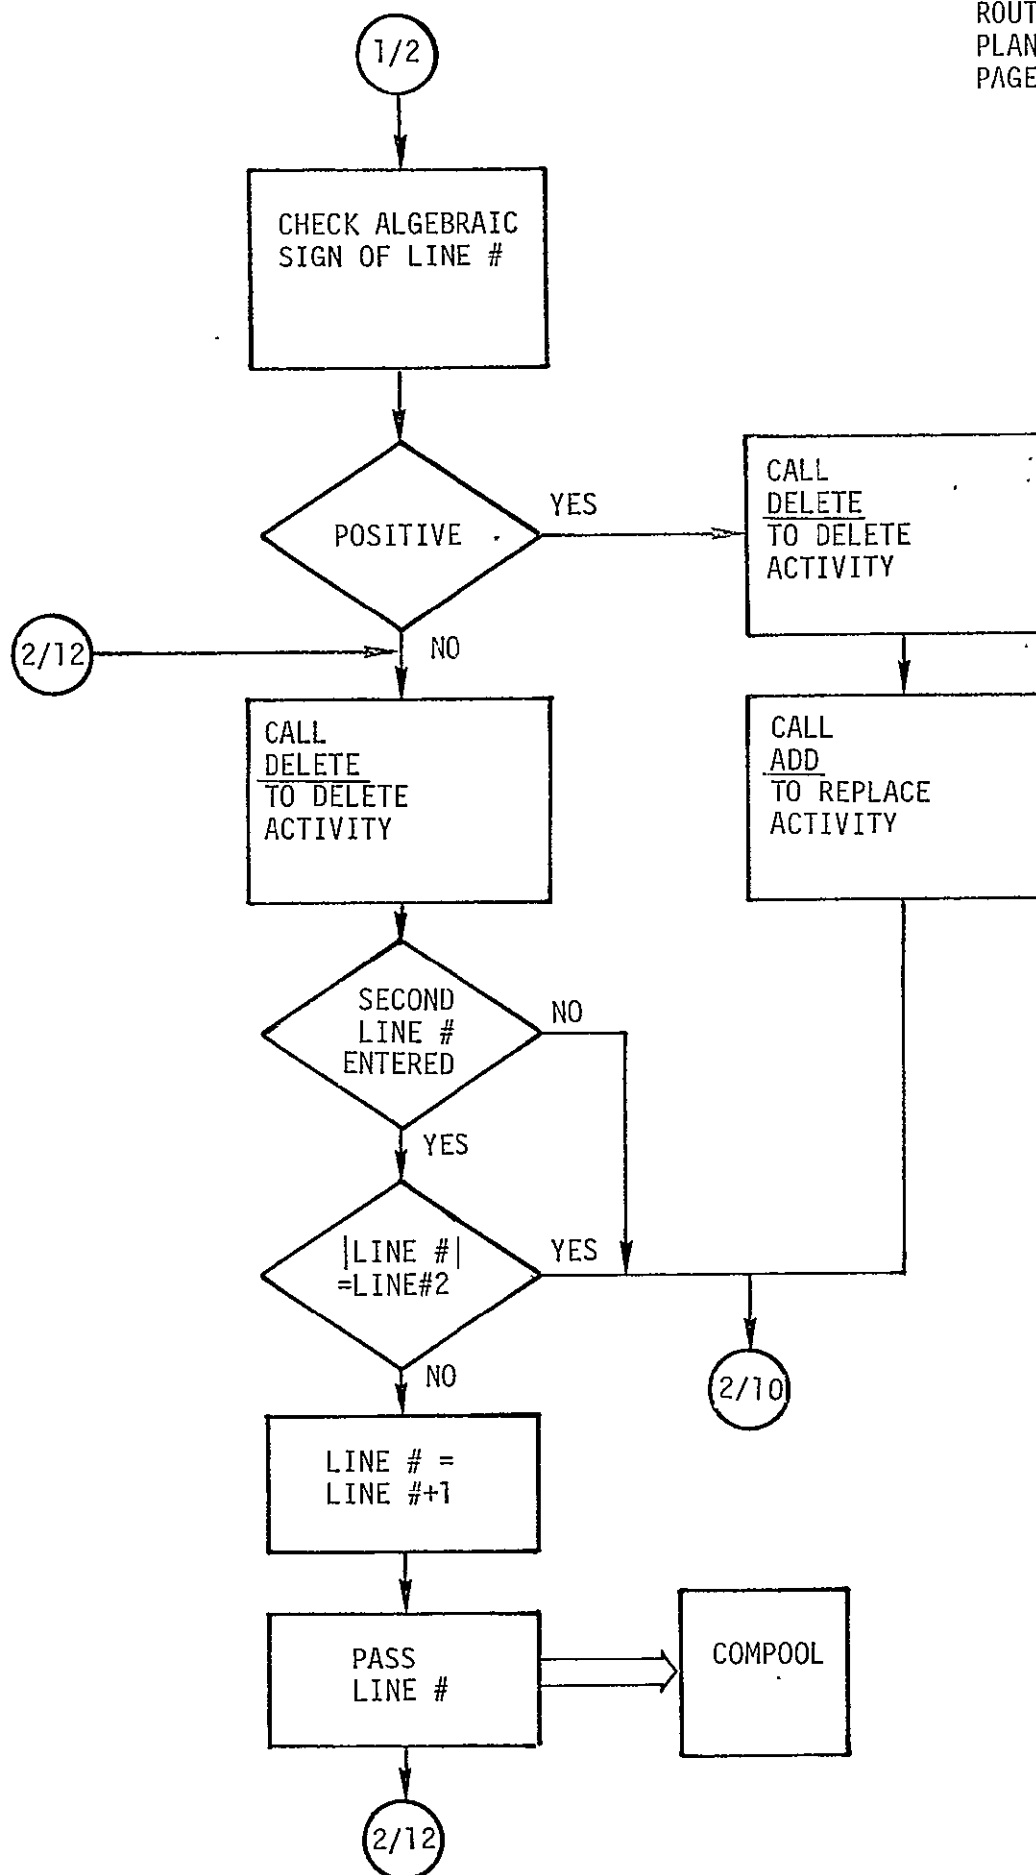 ROUT
PLAN
PAGE
1/2
CHECK ALGEBRAIC
SIGN OF LINE #
POSITIVE
YES
NO
2/12
CALL
DELETE
TO DELETE
ACTIVITY
CALL
ADD
TO REPLACE
ACTIVITY
CALL
DELETE
TO DELETE
ACTIVITY
SECOND
LINE #
ENTERED
NO
YES
|LINE #|
=LINE#2
YES
NO
2/10
LINE # =
LINE #+1
PASS
LINE #
COMPOOL
2/12